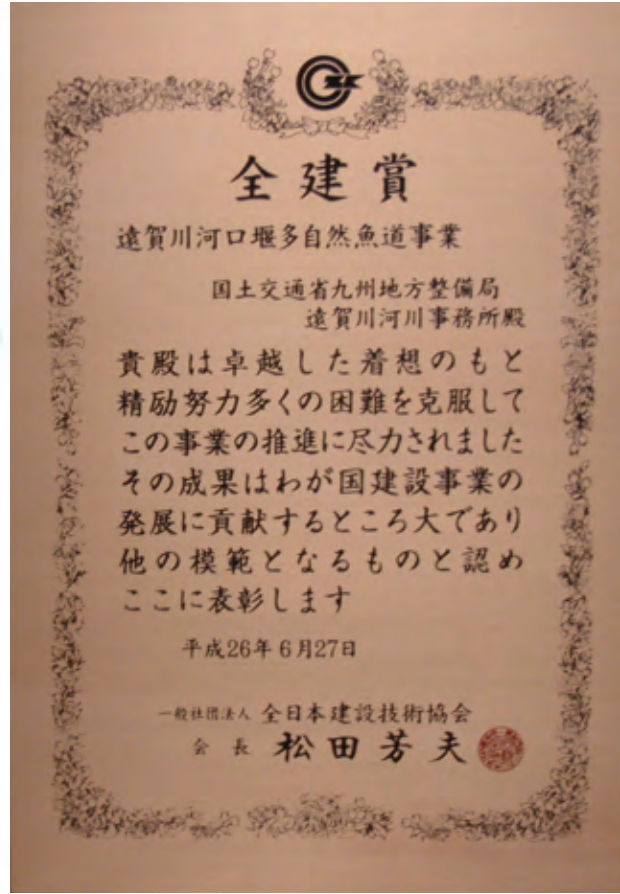 全建賞
遠賀川河口堰多自然魚道事業
国土交通省九州地方整備局
遠賀川河川事務所殿
貴殿は卓越した着想のもと
精励努力多くの困難を克服して
この事業の推進に尽力されました
その成果はわが国建設事業の
発展に貢献するところ大であり
他の模範となるものと認め
ここに表彰します
平成26年6月27日
一般社団法人 全日本建設技術協会
会長 松田芳夫